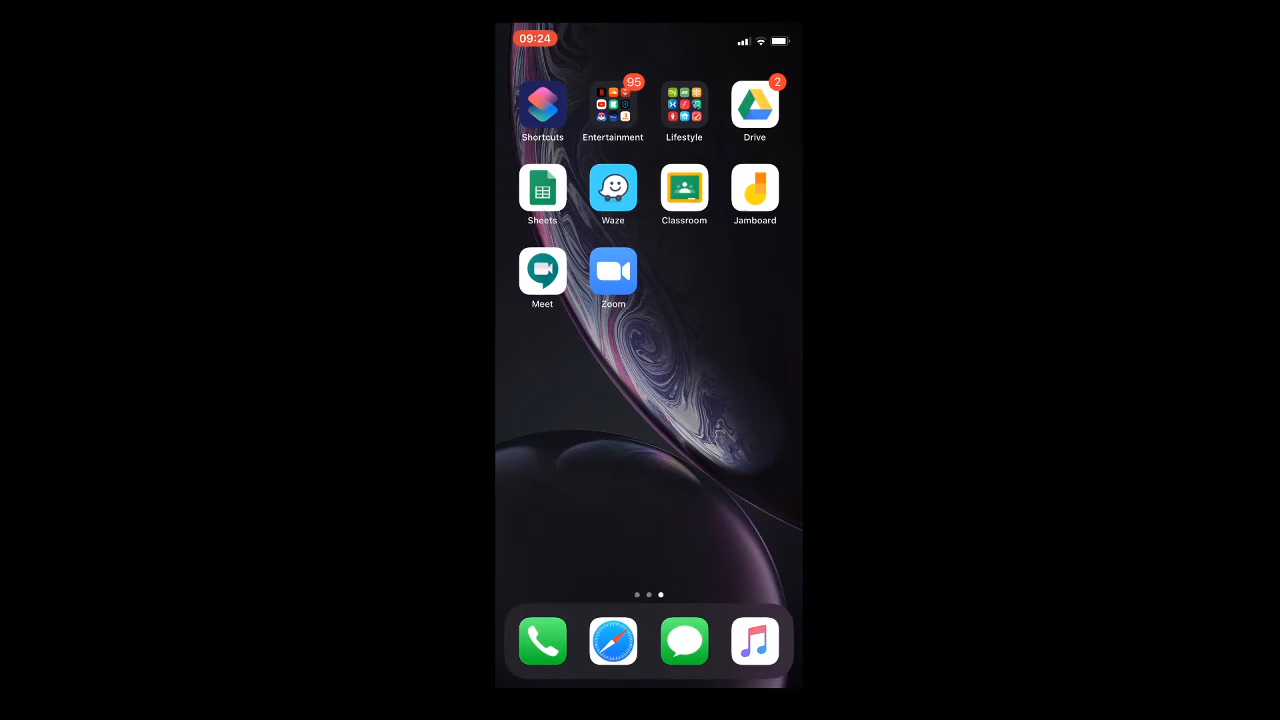 09:24
95
2
Shortcuts
Entertainment
Lifestyle
Drive
Sheets
Waze
Classroom
Jamboard
Meet
Zoom